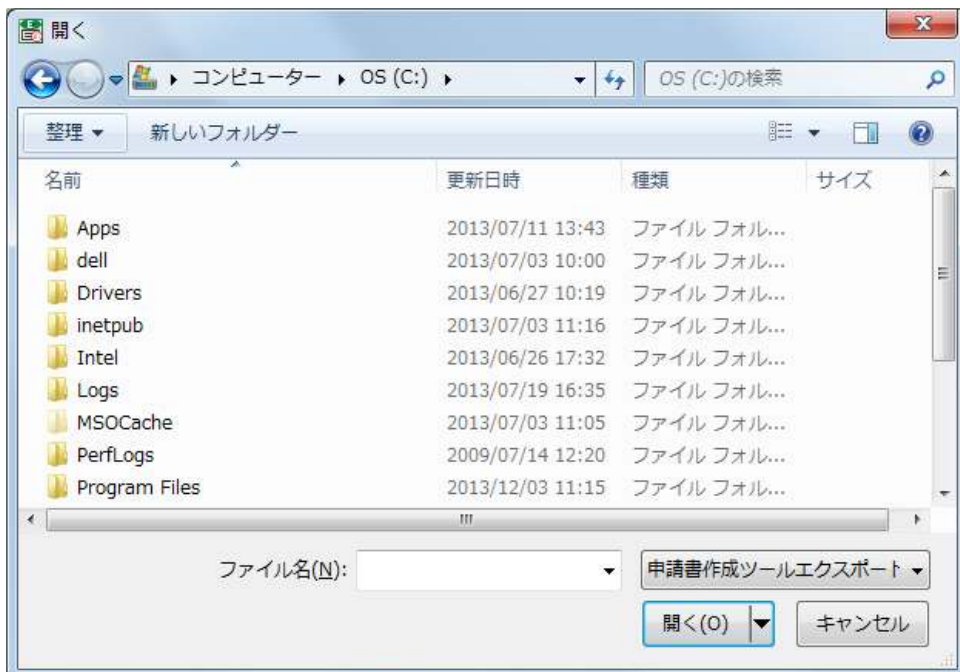 開く
コンピューター ▸ OS (C:) ▸ OS (C:)の検索
整理 ▼ 新しいフォルダー
名前 更新日時 種類 サイズ
Apps 2013/07/11 13:43 ファイル フォル...
dell 2013/07/03 10:00 ファイル フォル...
Drivers 2013/06/27 10:19 ファイル フォル...
inetpub 2013/07/03 11:16 ファイル フォル...
Intel 2013/06/26 17:32 ファイル フォル...
Logs 2013/07/19 16:35 ファイル フォル...
MSOCache 2013/07/03 11:05 ファイル フォル...
PerfLogs 2009/07/14 12:20 ファイル フォル...
Program Files 2013/12/03 11:15 ファイル フォル...
ファイル名(N): 申請書作成ツールエクスポート
開く(O) キャンセル